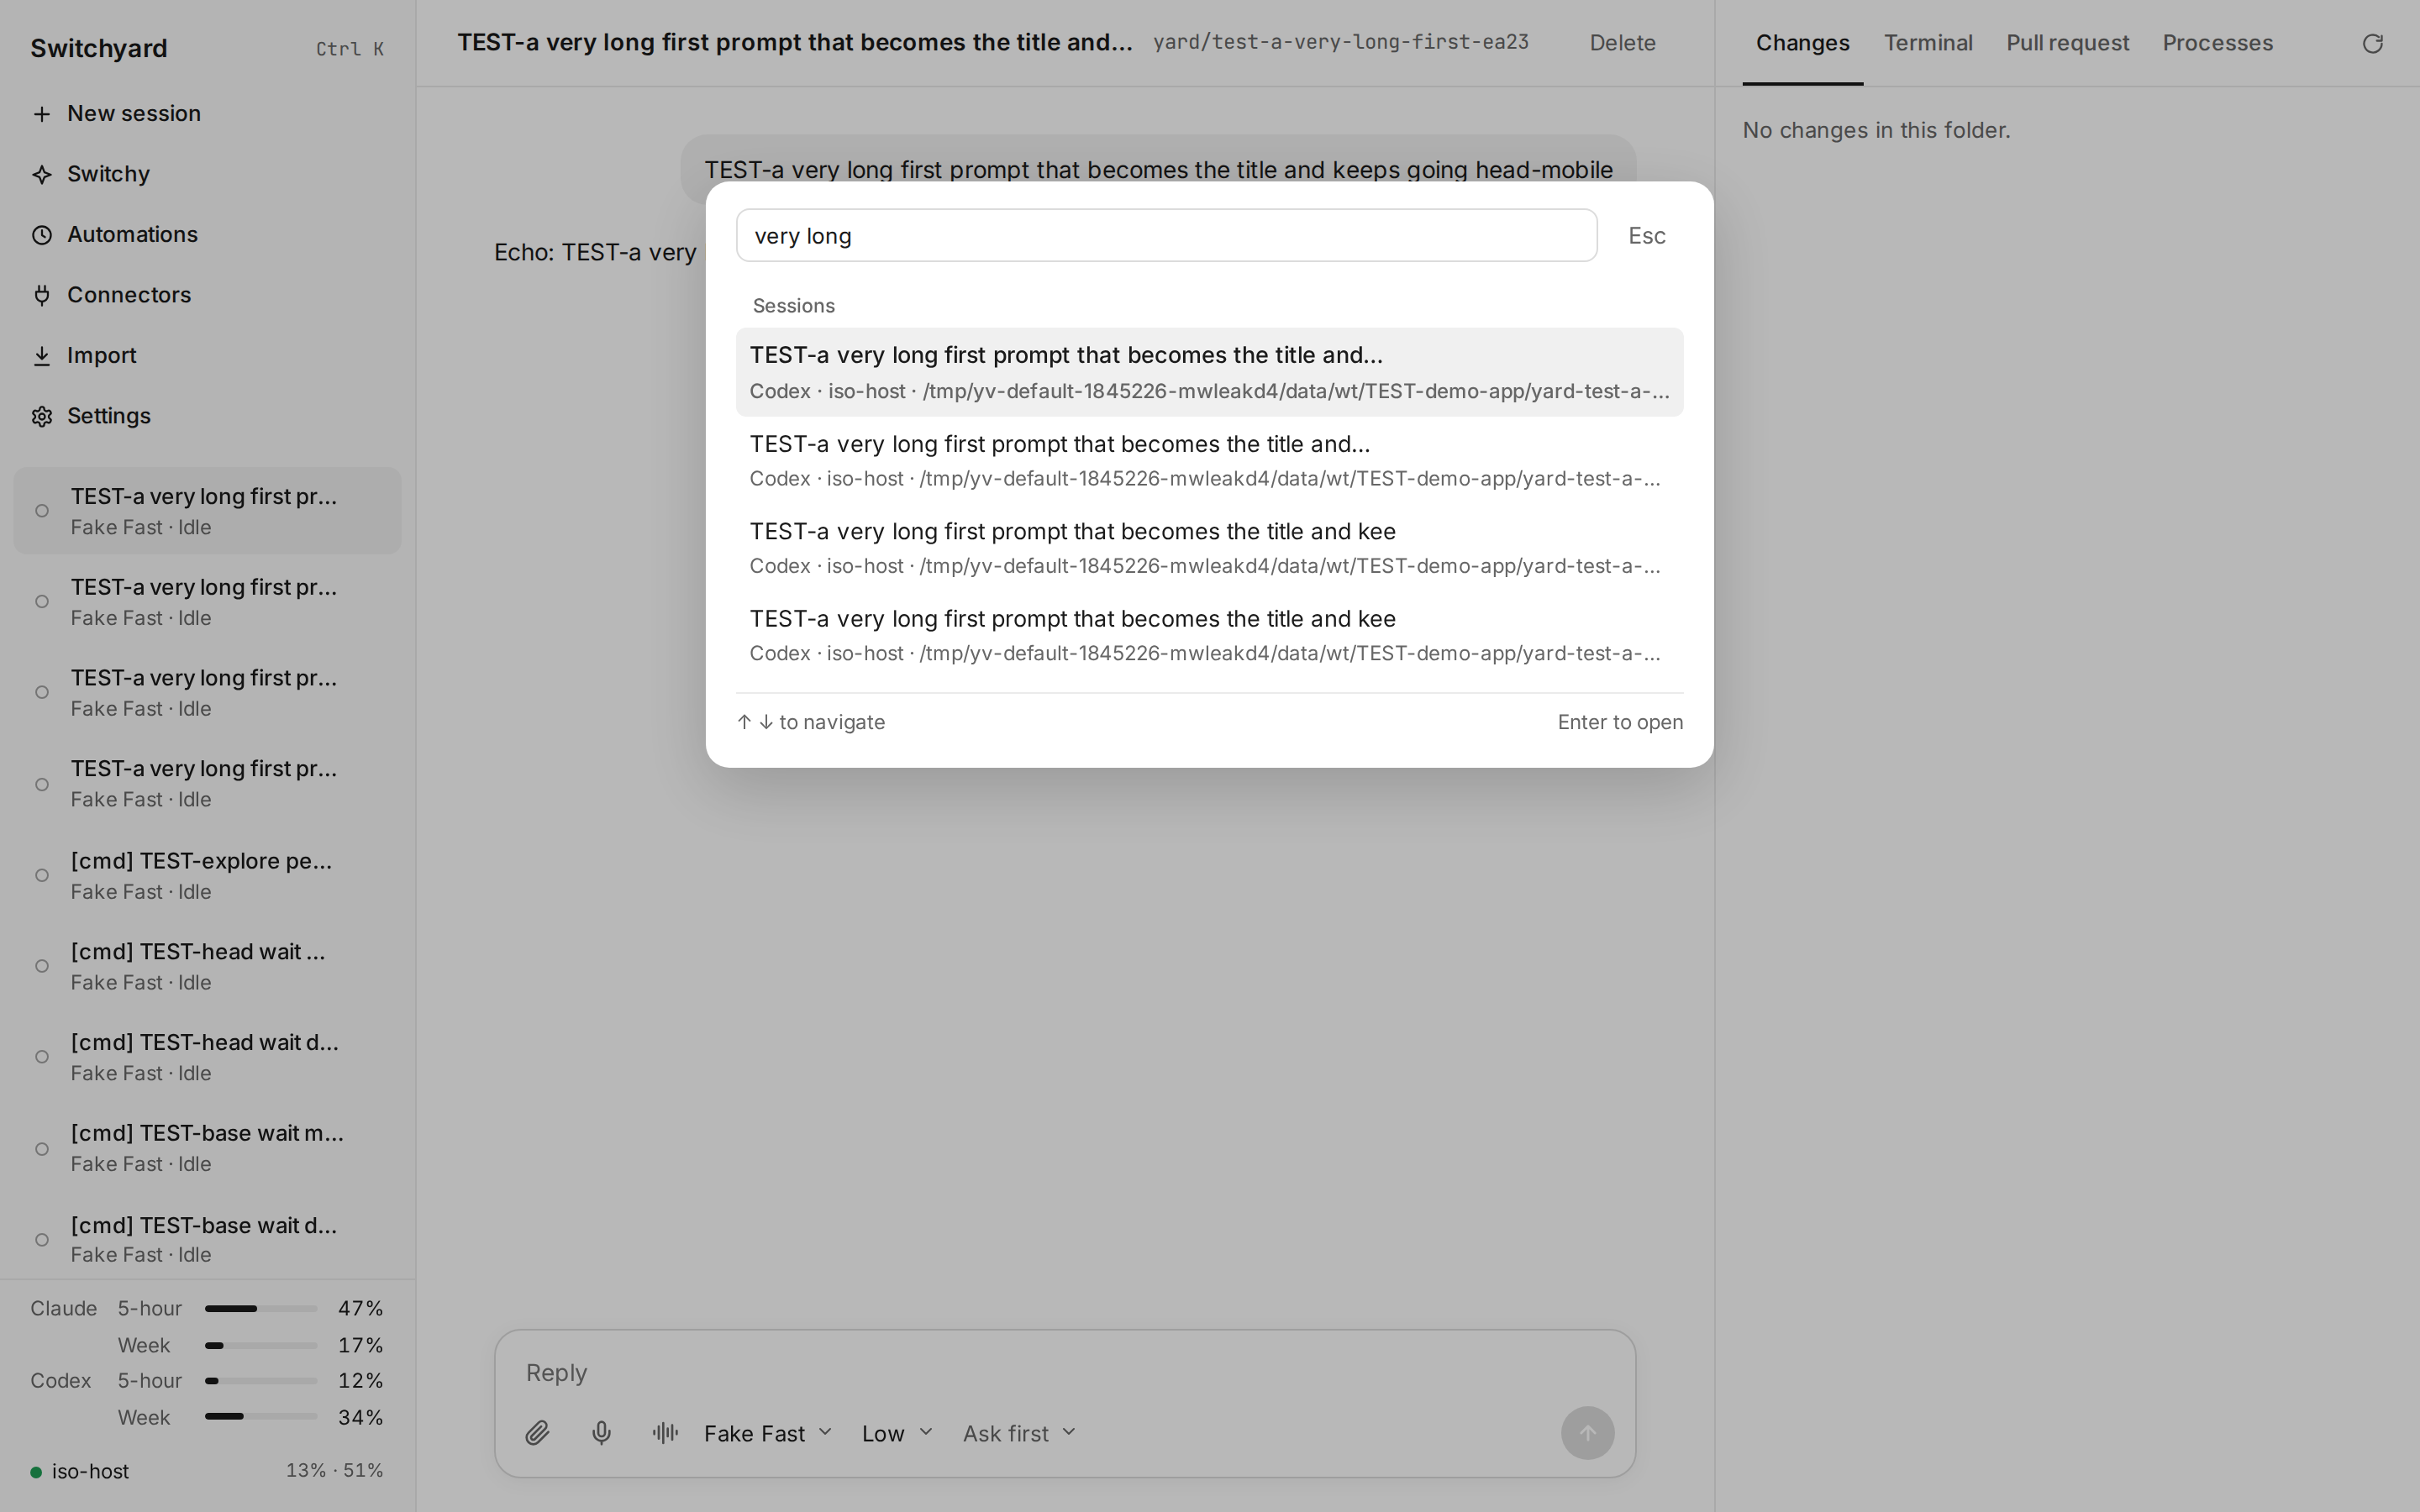 Switchyard
Ctrl K
New session
Switchy
Automations
Connectors
Import
Settings
TEST-a very long first pr...
Fake Fast · Idle
TEST-a very long first pr...
Fake Fast · Idle
TEST-a very long first pr...
Fake Fast · Idle
TEST-a very long first pr...
Fake Fast · Idle
[cmd] TEST-explore pe...
Fake Fast · Idle
[cmd] TEST-head wait ...
Fake Fast · Idle
[cmd] TEST-head wait d...
Fake Fast · Idle
[cmd] TEST-base wait m...
Fake Fast · Idle
[cmd] TEST-base wait d...
Fake Fast · Idle
Claude 5-hour 47%
Week 17%
Codex 5-hour 12%
Week 34%
iso-host 13% · 51%
TEST-a very long first prompt that becomes the title and... yard/test-a-very-long-first-ea23 Delete
TEST-a very long first prompt that becomes the title and keeps going head-mobile
Echo: TEST-a very
very long Esc
Sessions
TEST-a very long first prompt that becomes the title and...
Codex · iso-host · /tmp/yv-default-1845226-mwleakd4/data/wt/TEST-demo-app/yard-test-a-...
TEST-a very long first prompt that becomes the title and...
Codex · iso-host · /tmp/yv-default-1845226-mwleakd4/data/wt/TEST-demo-app/yard-test-a-...
TEST-a very long first prompt that becomes the title and kee
Codex · iso-host · /tmp/yv-default-1845226-mwleakd4/data/wt/TEST-demo-app/yard-test-a-...
TEST-a very long first prompt that becomes the title and kee
Codex · iso-host · /tmp/yv-default-1845226-mwleakd4/data/wt/TEST-demo-app/yard-test-a-...
↑ ↓ to navigate Enter to open
Reply
Fake Fast Low Ask first
Changes Terminal Pull request Processes
No changes in this folder.